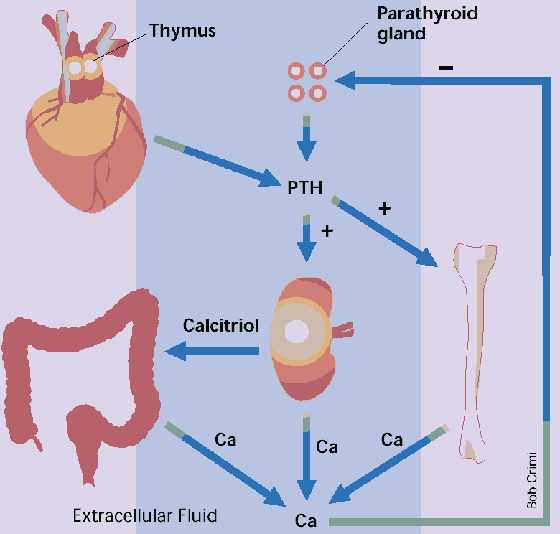 Parathyroid
gland
Thymus
−
PTH
+
+
Calcitriol
Ca
Ca
Ca
Extracellular Fluid
Ca
Bob Crimi